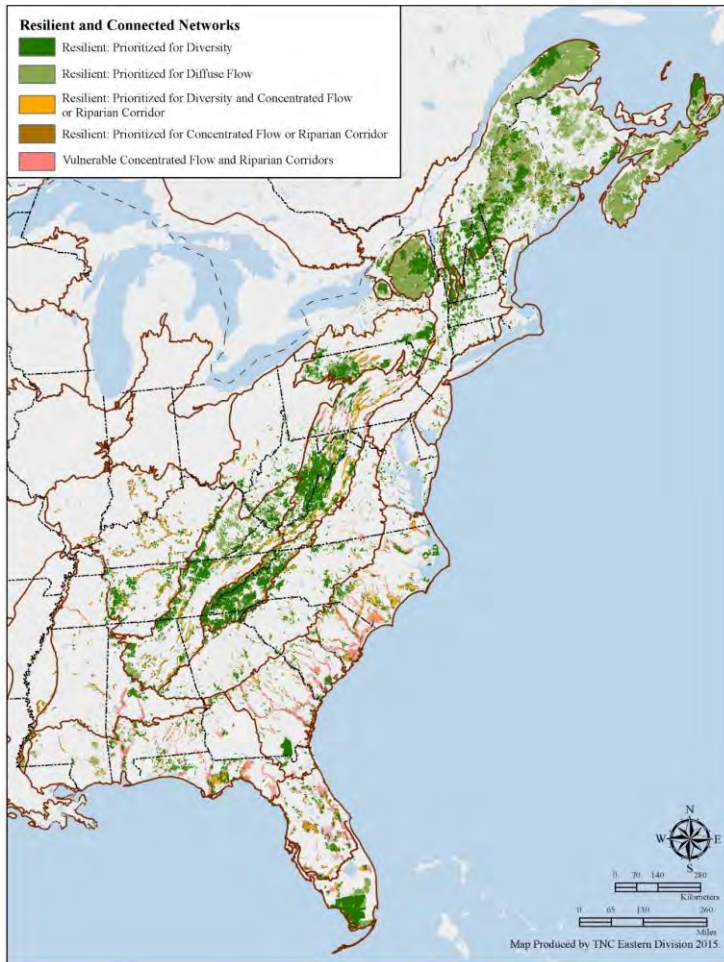 Resilient and Connected Networks
Resilient: Prioritized for Diversity
Resilient: Prioritized for Diffuse Flow
Resilient: Prioritized for Diversity and Concentrated Flow
or Riparian Corridor
Resilient: Prioritized for Concentrated Flow or Riparian Corridor
Vulnerable Concentrated Flow and Riparian Corridors
N
W E
S
0 70 140 280
Kilometers
0 65 130 260
Miles
Map Produced by TNC Eastern Division 2015.